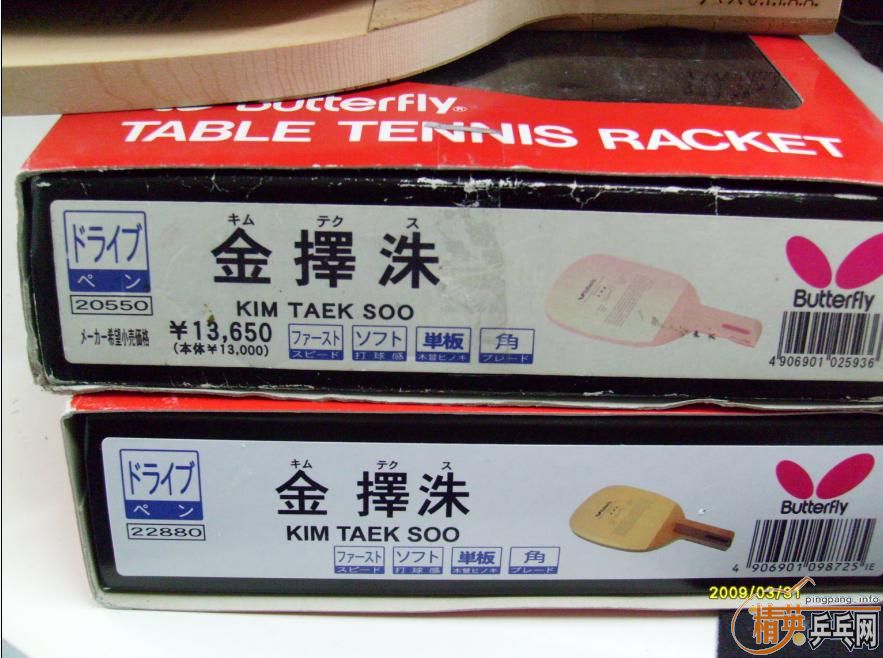 Butterfly®
TABLE TENNIS RACKET
ドライブ
ペン
20550
キム テク ス
金擇洙
KIM TAEK SOO
メーカー希望小売価格
¥13,650
(本体¥13,000)
ファースト
スピード
ソフト
打球感
単板
木曽ヒノキ
角
ブレード
Butterfly
4 906901 025936
ドライブ
ペン
22880
キム テク ス
金擇洙
KIM TAEK SOO
ファースト
スピード
ソフト
打球感
単板
木曽ヒノキ
角
ブレード
Butterfly
4 906901 098725 IE
2009/03/31
pingpang.info
精英乒乓网